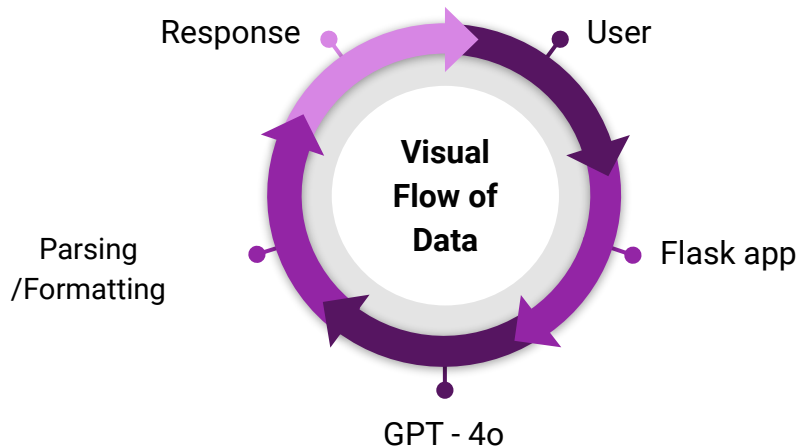 Response
User
Visual
Flow of
Data
Parsing
/Formatting
Flask app
GPT - 4o